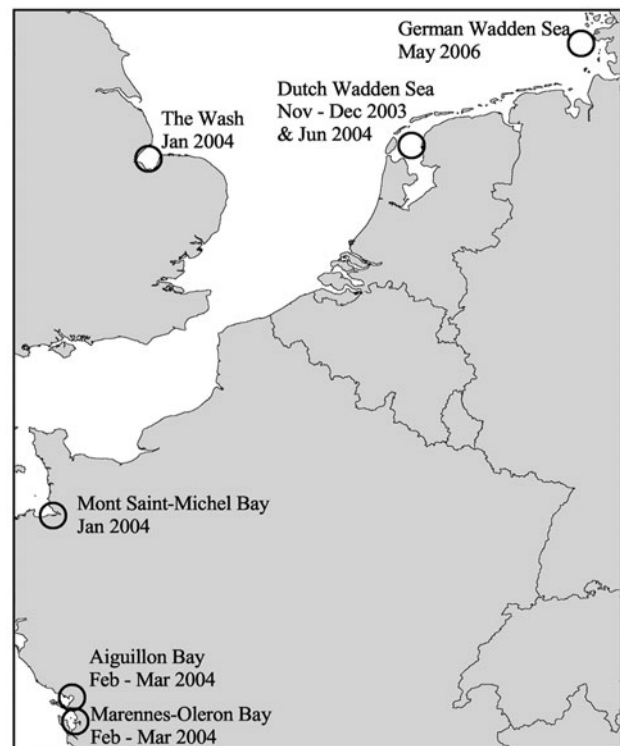 German Wadden Sea
May 2006
Dutch Wadden Sea
Nov - Dec 2003
& Jun 2004
The Wash
Jan 2004
Mont Saint-Michel Bay
Jan 2004
Aiguillon Bay
Feb - Mar 2004
Marennes-Oleron Bay
Feb - Mar 2004